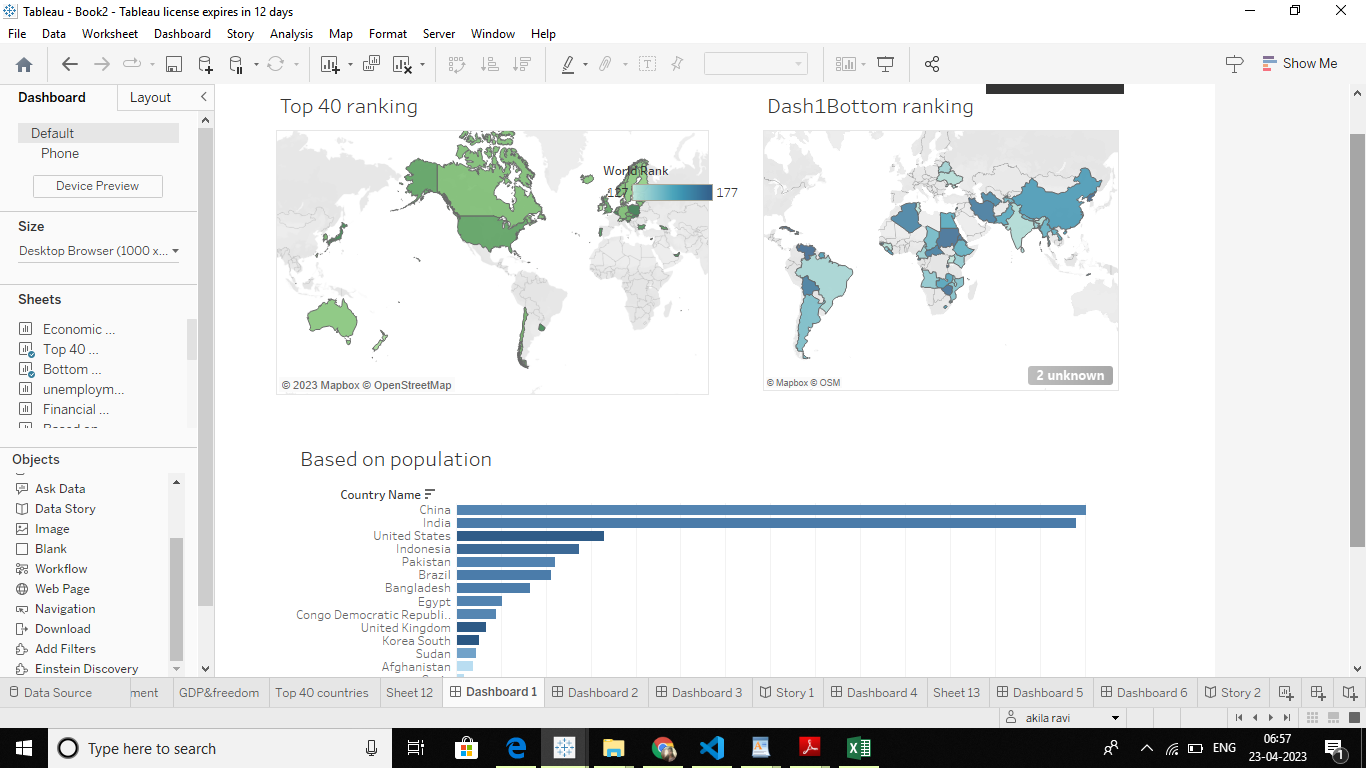 Tableau - Book2 - Tableau license expires in 12 days
File Data Worksheet Dashboard Story Analysis Map Format Server Window Help
Show Me
Dashboard Layout
Default
Phone
Device Preview
Size
Desktop Browser (1000 x...
Sheets
Economic ...
Top 40 ...
Bottom ...
unemploym...
Financial ...
Objects
Ask Data
Data Story
Image
Blank
Workflow
Web Page
Navigation
Download
Add Filters
Einstein Discovery
Top 40 ranking
World Rank
127 177
© 2023 Mapbox © OpenStreetMap
Dash1Bottom ranking
© Mapbox © OSM
2 unknown
Based on population
Country Name
China
India
United States
Indonesia
Pakistan
Brazil
Bangladesh
Egypt
Congo Democratic Republi..
United Kingdom
Korea South
Sudan
Afghanistan
Data Source ment GDP&freedom Top 40 countries Sheet 12 Dashboard 1 Dashboard 2 Dashboard 3 Story 1 Dashboard 4 Sheet 13 Dashboard 5 Dashboard 6 Story 2
akila ravi
Type here to search
ENG
06:57
23-04-2023
1